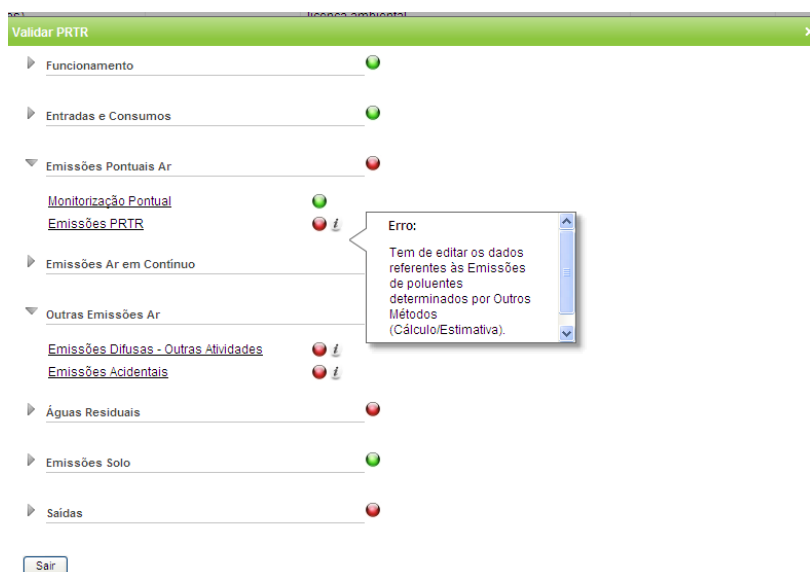 licença ambiental
Validar PRTR
Funcionamento
Entradas e Consumos
Emissões Pontuais Ar
Monitorização Pontual
Emissões PRTR
Erro:
Tem de editar os dados
referentes às Emissões
de poluentes
determinados por Outros
Métodos
(Cálculo/Estimativa).
Emissões Ar em Contínuo
Outras Emissões Ar
Emissões Difusas - Outras Atividades
Emissões Acidentais
Águas Residuais
Emissões Solo
Saídas
Sair